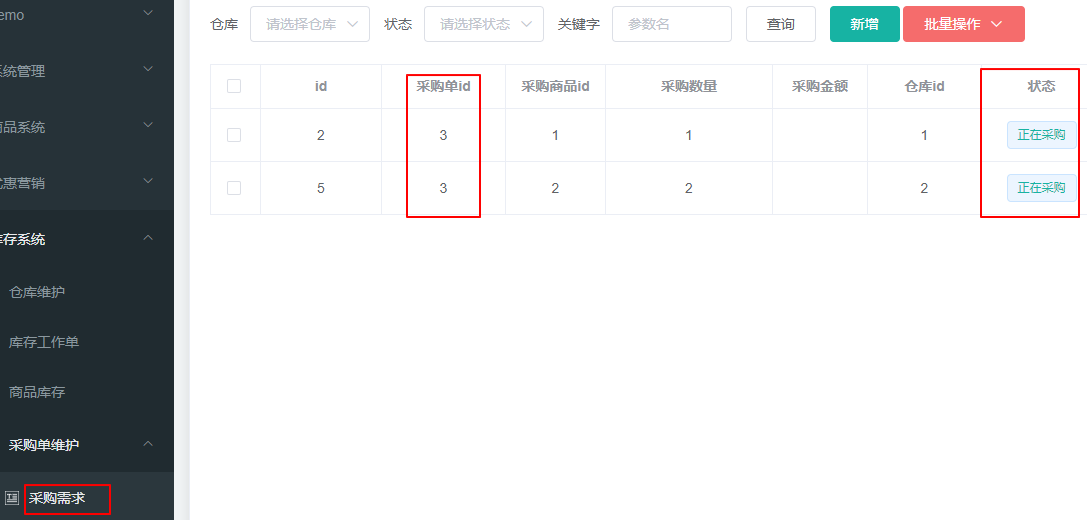 emo
系统管理
商品系统
优惠营销
库存系统
仓库维护
库存工作单
商品库存
采购单维护
采购需求
仓库 请选择仓库 状态 请选择状态 关键字 参数名 查询 新增 批量操作
id 采购单id 采购商品id 采购数量 采购金额 仓库id 状态
2 3 1 1 1 正在采购
5 3 2 2 2 正在采购